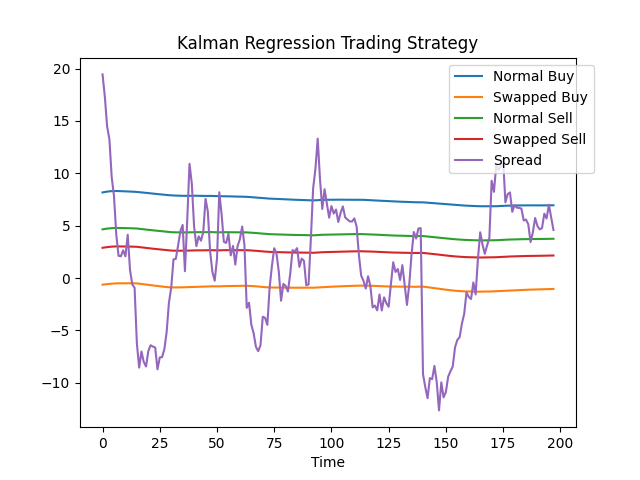 Kalman Regression Trading Strategy
Normal Buy
Swapped Buy
Normal Sell
Swapped Sell
Spread
20
15
10
5
0
−5
−10
0 25 50 75 100 125 150 175 200
Time